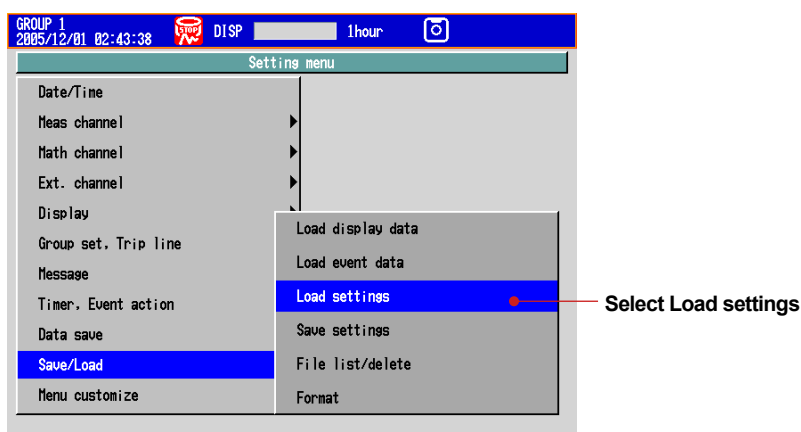 GROUP 1
2005/12/01 02:43:38
STOP
DISP
1hour
Setting menu
Date/Time
Meas channel
Math channel
Ext. channel
Display
Group set, Trip line
Message
Timer, Event action
Data save
Save/Load
Menu customize
Load display data
Load event data
Load settings
Save settings
File list/delete
Format
Select Load settings